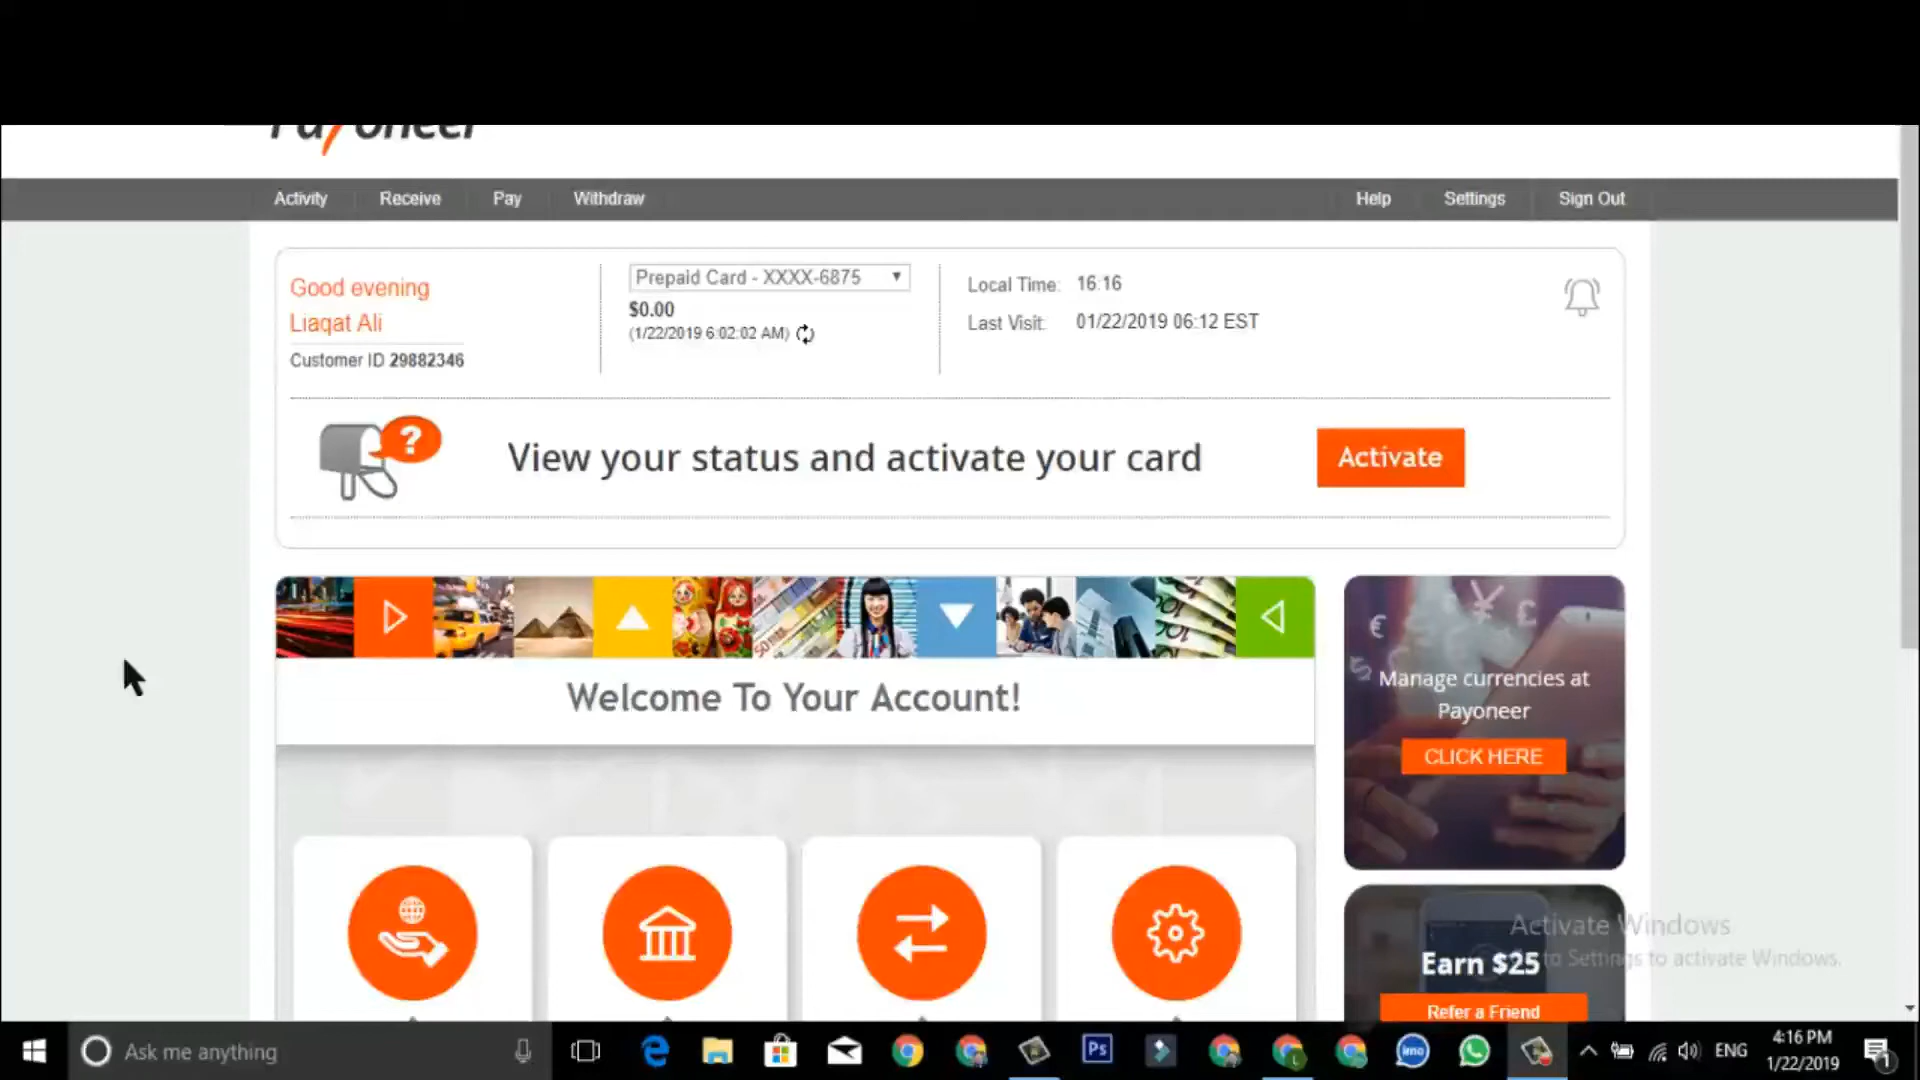 Payoneer
Activity Receive Pay Withdraw Help Settings Sign Out
Good evening
Liaqat Ali
Customer ID 29882346
Prepaid Card - XXXX-6875
$0.00
(1/22/2019 6:02:02 AM)
Local Time: 16:16
Last Visit: 01/22/2019 06:12 EST
?
View your status and activate your card
Activate
Welcome To Your Account!
Manage currencies at
Payoneer
CLICK HERE
Earn $25
Refer a Friend
Activate Windows
to Settings to activate Windows.
Ask me anything
Ps
L
imo
ENG
4:16 PM
1/22/2019
1